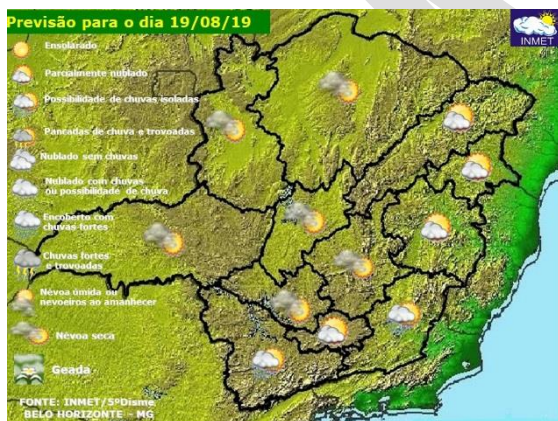 Previsão para o dia 19/08/19
INMET
Ensolarado
Parcialmente nublado
Possibilidade de chuvas isoladas
Pancadas de chuva e trovoadas
Nublado sem chuvas
Nublado com chuvas
ou possibilidade de chuva
Encoberto com
chuvas fortes
Chuvas fortes
e trovoadas
Névoa úmida ou
nevoeiros ao amanhecer
Névoa seca
Geada
FONTE: INMET/5ºDisme
BELO HORIZONTE - MG